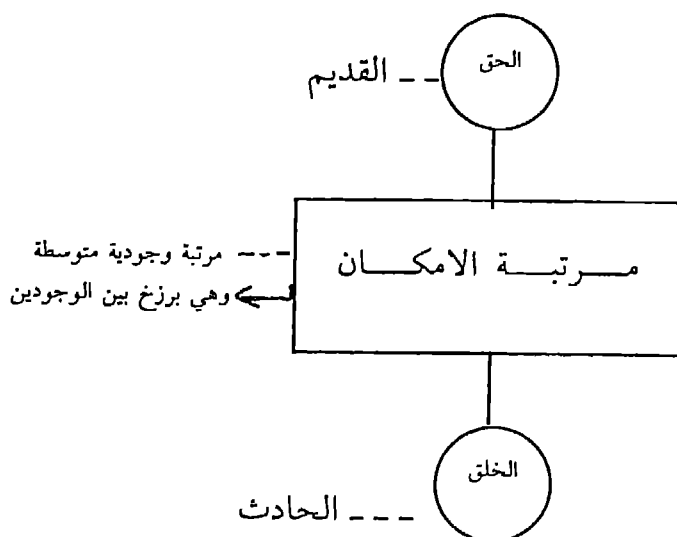 الحق
القديم
مرتبة الامكان
مرتبة وجودية متوسطة
وهي برزخ بين الوجودين
الخلق
الحادث